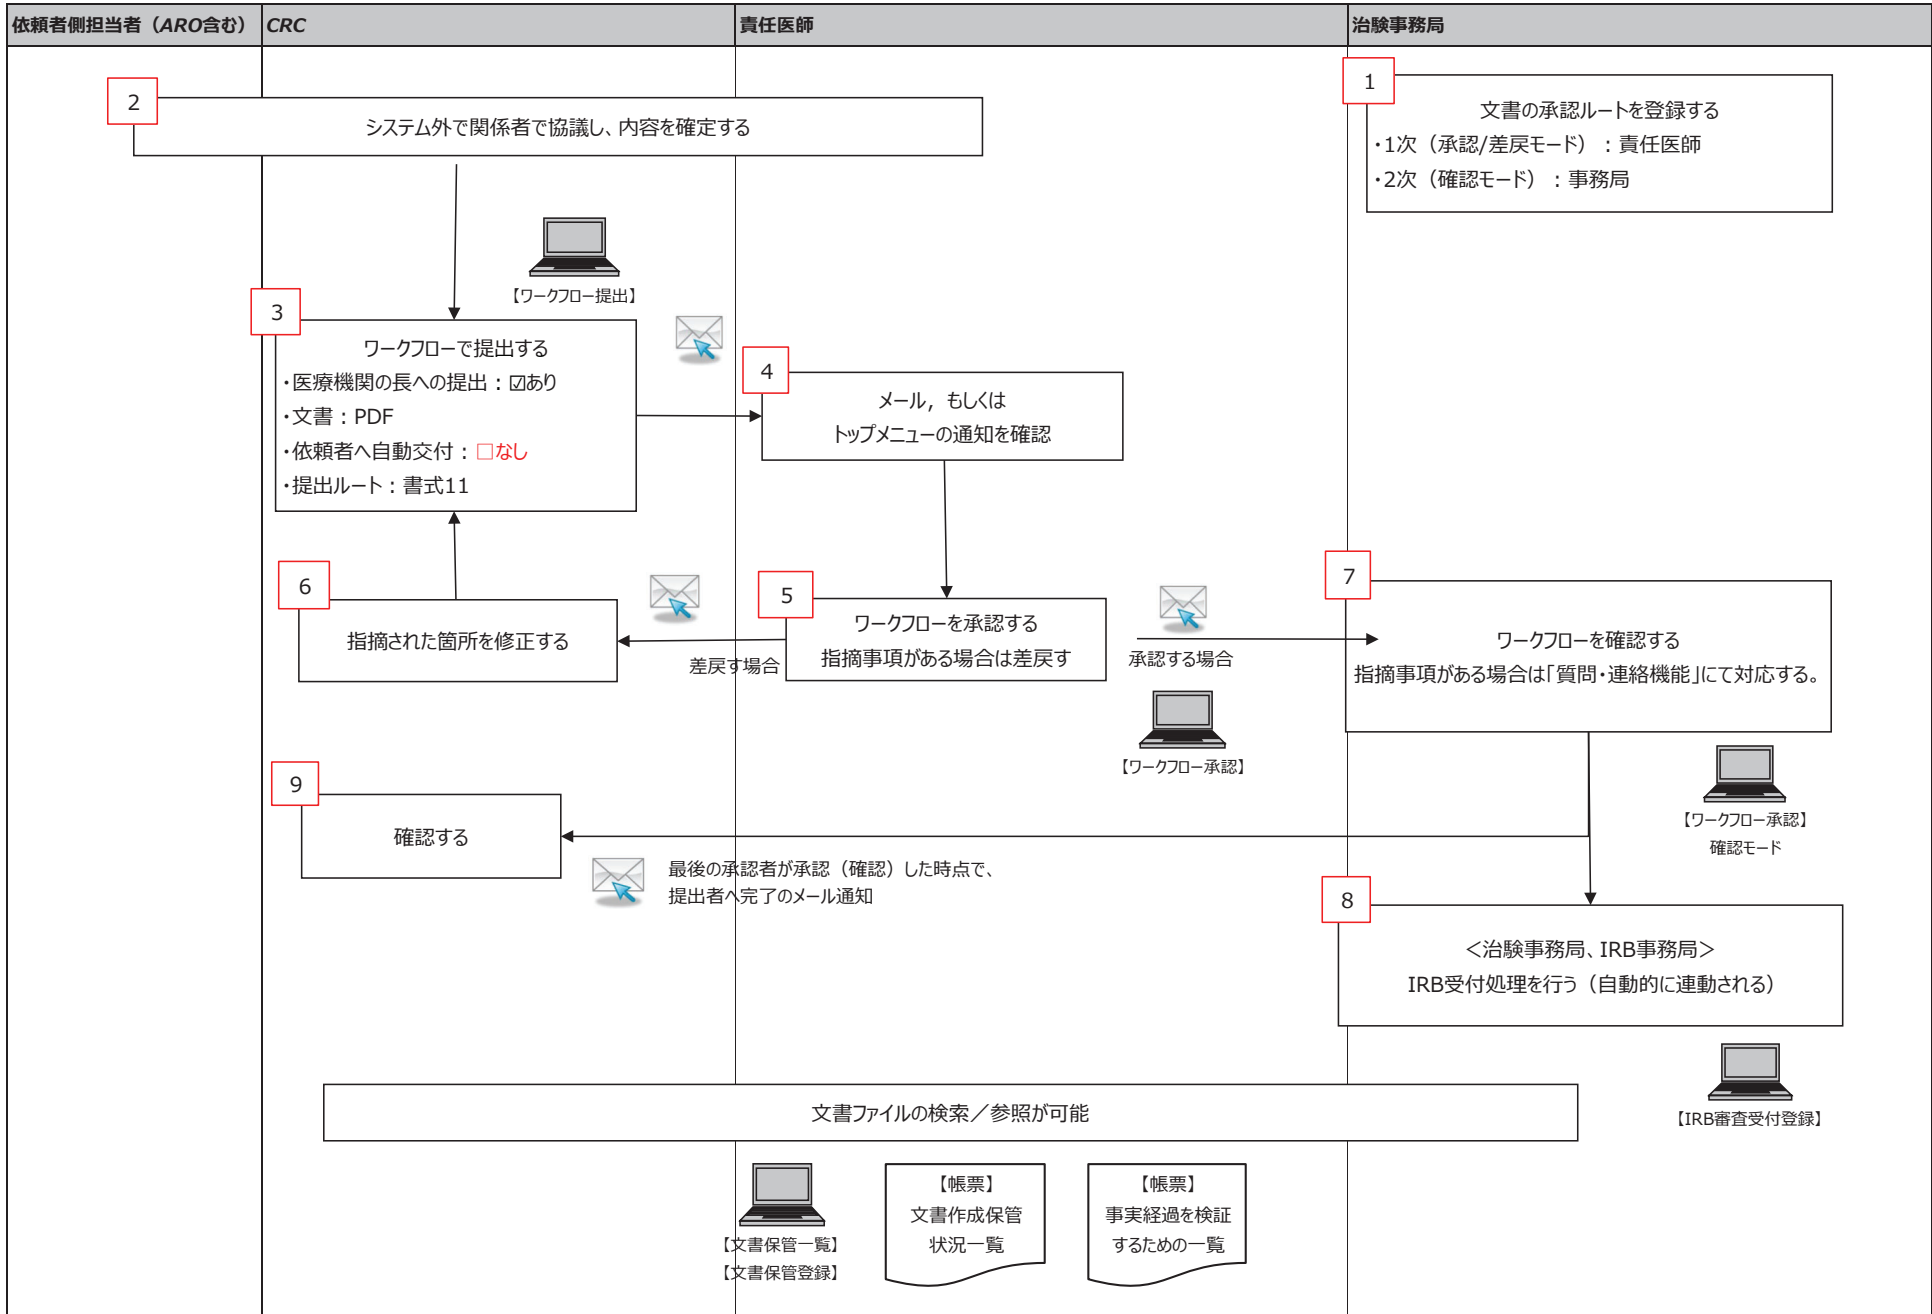 依頼者側担当者（ARO含む）
CRC
責任医師
治験事務局
1
文書の承認ルートを登録する
・1次（承認/差戻モード）：責任医師
・2次（確認モード）：事務局
2
システム外で関係者で協議し、内容を確定する
【ワークフロー提出】
3
ワークフローで提出する
・医療機関の長への提出：☑あり
・文書：PDF
・依頼者へ自動交付：□なし
・提出ルート：書式11
4
メール，もしくは
トップメニューの通知を確認
5
ワークフローを承認する
指摘事項がある場合は差戻す
差戻す場合
承認する場合
【ワークフロー承認】
6
指摘された箇所を修正する
7
ワークフローを確認する
指摘事項がある場合は「質問・連絡機能」にて対応する。
【ワークフロー承認】
確認モード
9
確認する
最後の承認者が承認（確認）した時点で、
提出者へ完了のメール通知
8
＜治験事務局、IRB事務局＞
IRB受付処理を行う（自動的に連動される）
【IRB審査受付登録】
文書ファイルの検索／参照が可能
【文書保管一覧】
【文書保管登録】
【帳票】
文書作成保管
状況一覧
【帳票】
事実経過を検証
するための一覧